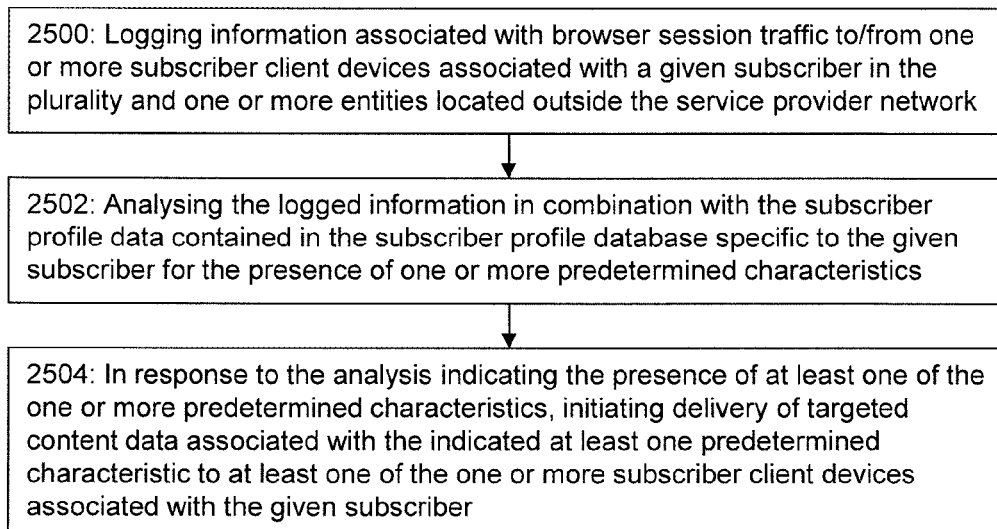 2500: Logging information associated with browser session traffic to/from one
or more subscriber client devices associated with a given subscriber in the
plurality and one or more entities located outside the service provider network
2502: Analysing the logged information in combination with the subscriber
profile data contained in the subscriber profile database specific to the given
subscriber for the presence of one or more predetermined characteristics
2504: In response to the analysis indicating the presence of at least one of the
one or more predetermined characteristics, initiating delivery of targeted
content data associated with the indicated at least one predetermined
characteristic to at least one of the one or more subscriber client devices
associated with the given subscriber